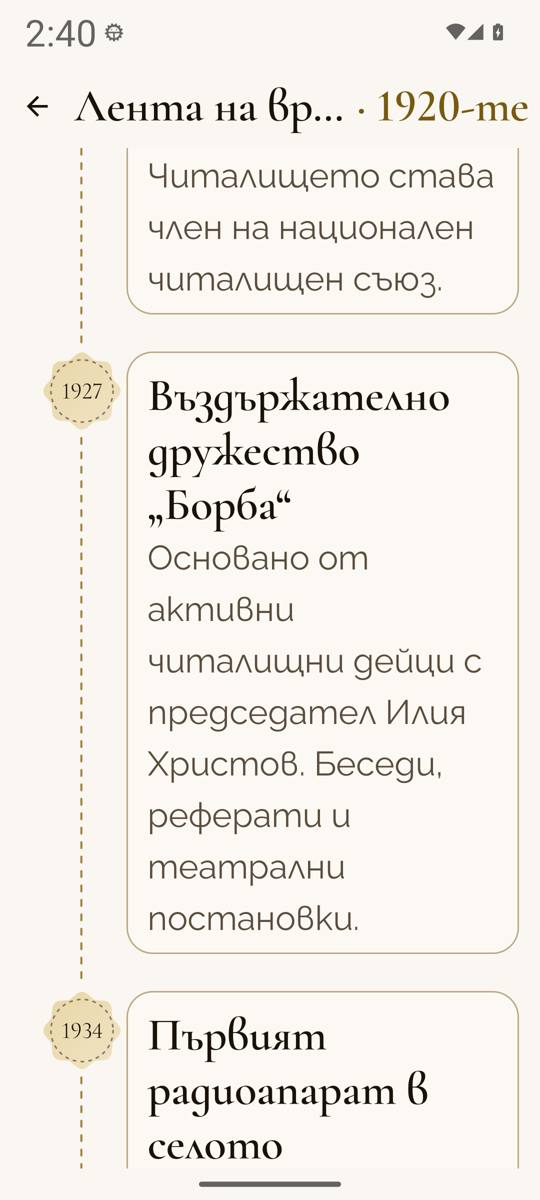 2:40
Лента на вр... · 1920-те
Читалището става
член на национален
читалищен съюз.
1927
Въздържателно
дружество
„Борба“
Основано от
активни
читалищни дейци с
председател Илия
Христов. Беседи,
реферати и
театрални
постановки.
1934
Първият
радиоапарат в
селото